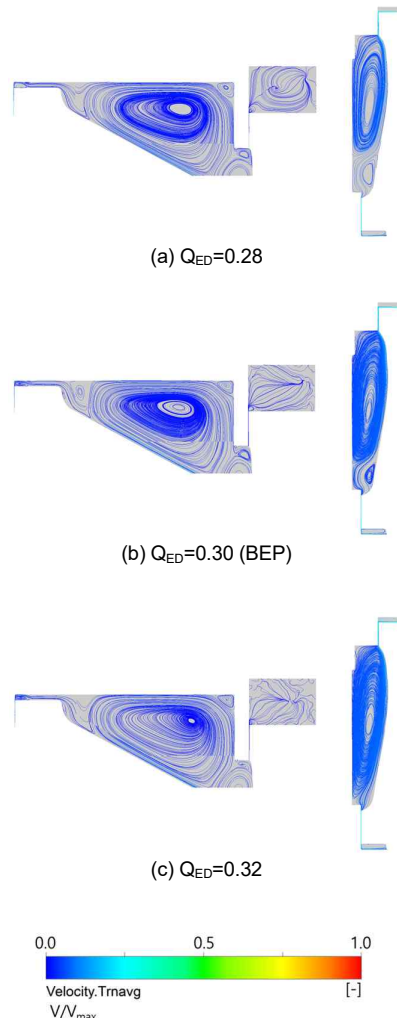 (a) QED=0.28
(b) QED=0.30 (BEP)
(c) QED=0.32
0.0 0.5 1.0
Velocity.Trnavg [-]
V/Vmax